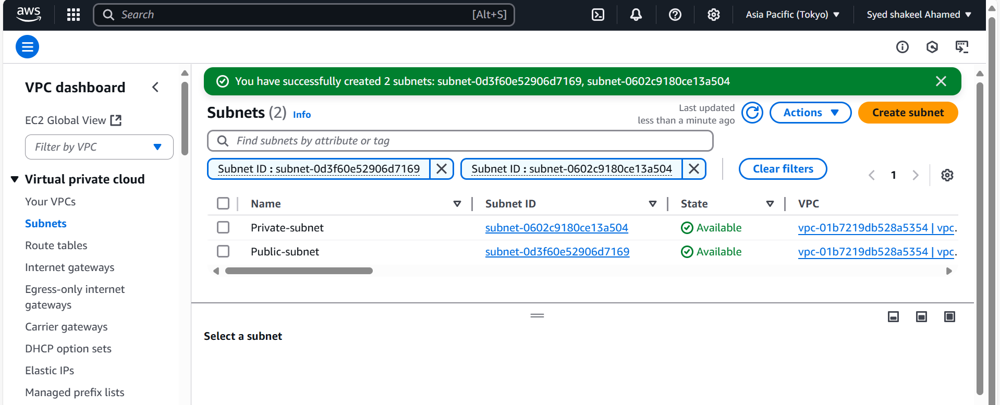 aws
Search [Alt+S]
Asia Pacific (Tokyo)
Syed shakeel Ahamed
VPC dashboard
EC2 Global View
Filter by VPC
Virtual private cloud
Your VPCs
Subnets
Route tables
Internet gateways
Egress-only internet
gateways
Carrier gateways
DHCP option sets
Elastic IPs
Managed prefix lists
You have successfully created 2 subnets: subnet-0d3f60e52906d7169, subnet-0602c9180ce13a504
Subnets (2) Info
Last updated
less than a minute ago
Actions
Create subnet
Find subnets by attribute or tag
Subnet ID : subnet-0d3f60e52906d7169
Subnet ID : subnet-0602c9180ce13a504
Clear filters
1
Name Subnet ID State VPC
Private-subnet subnet-0602c9180ce13a504 Available vpc-01b7219db528a5354 | vpc.
Public-subnet subnet-0d3f60e52906d7169 Available vpc-01b7219db528a5354 | vpc.
Select a subnet